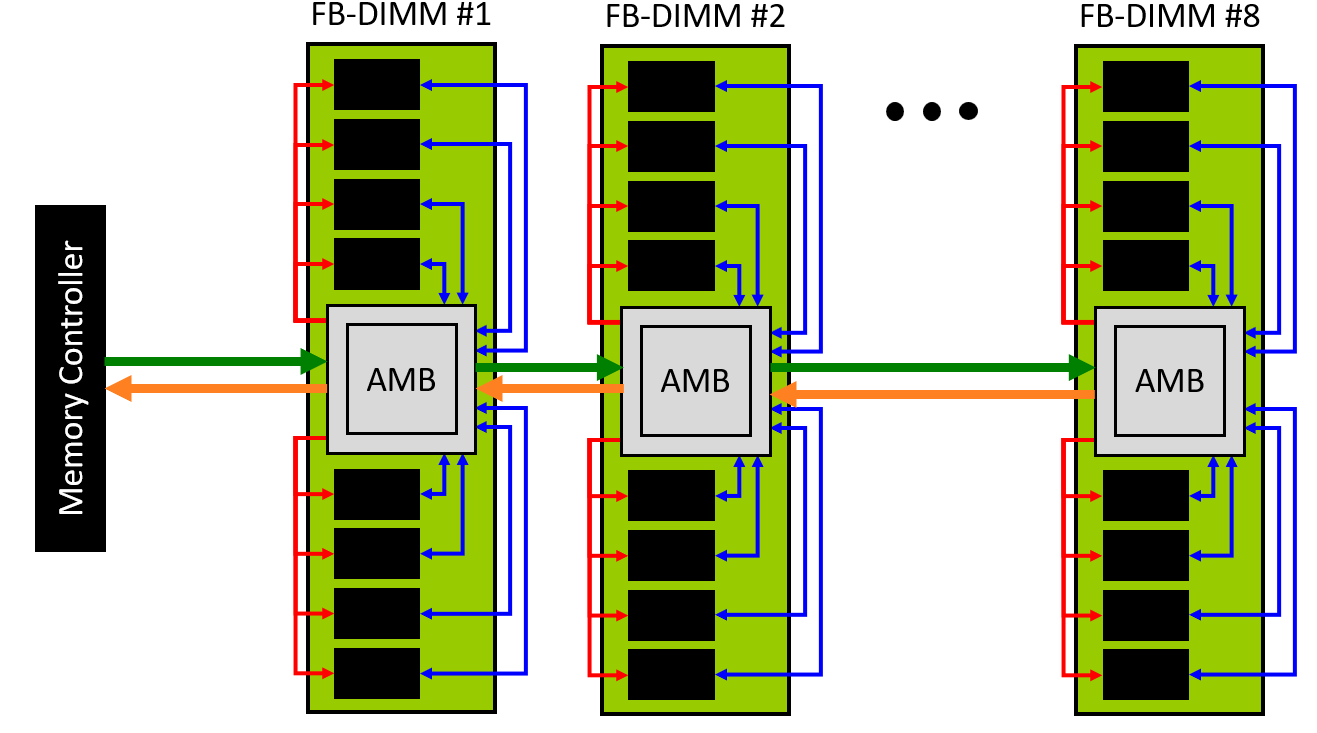 FB-DIMM #1
FB-DIMM #2
FB-DIMM #8
Memory Controller
AMB
AMB
AMB